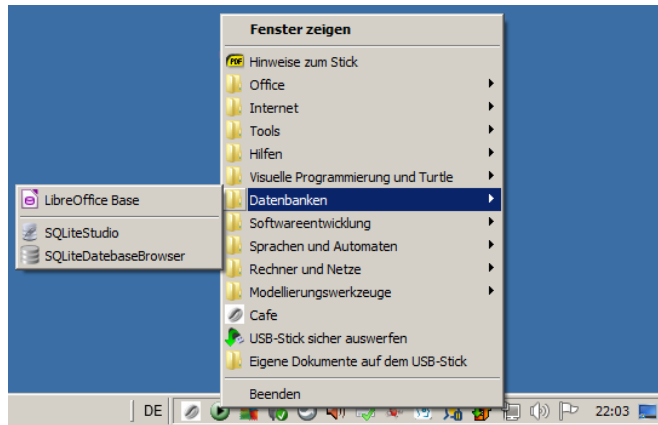 Fenster zeigen
PDF Hinweise zum Stick
Office
Internet
Tools
Hilfen
Visuelle Programmierung und Turtle
Datenbanken
LibreOffice Base
SQLiteStudio
SQLiteDatebaseBrowser
Softwareentwicklung
Sprachen und Automaten
Rechner und Netze
Modellierungswerkzeuge
Cafe
USB-Stick sicher auswerfen
Eigene Dokumente auf dem USB-Stick
Beenden
DE 22:03